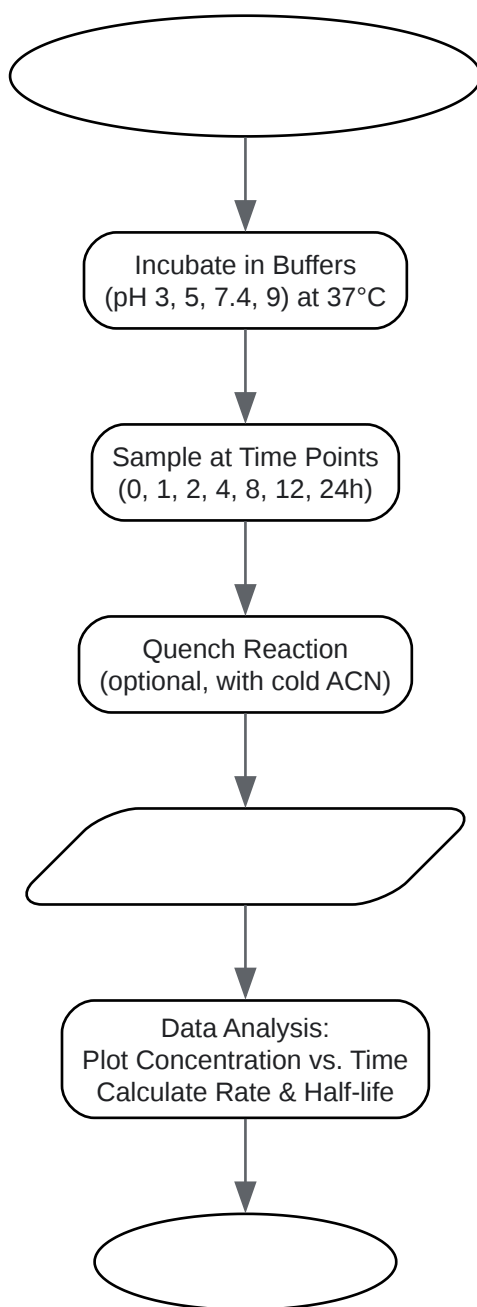 Incubate in Buffers
(pH 3, 5, 7.4, 9) at 37°C
Sample at Time Points
(0, 1, 2, 4, 8, 12, 24h)
Quench Reaction
(optional, with cold ACN)
Data Analysis:
Plot Concentration vs. Time
Calculate Rate & Half-life